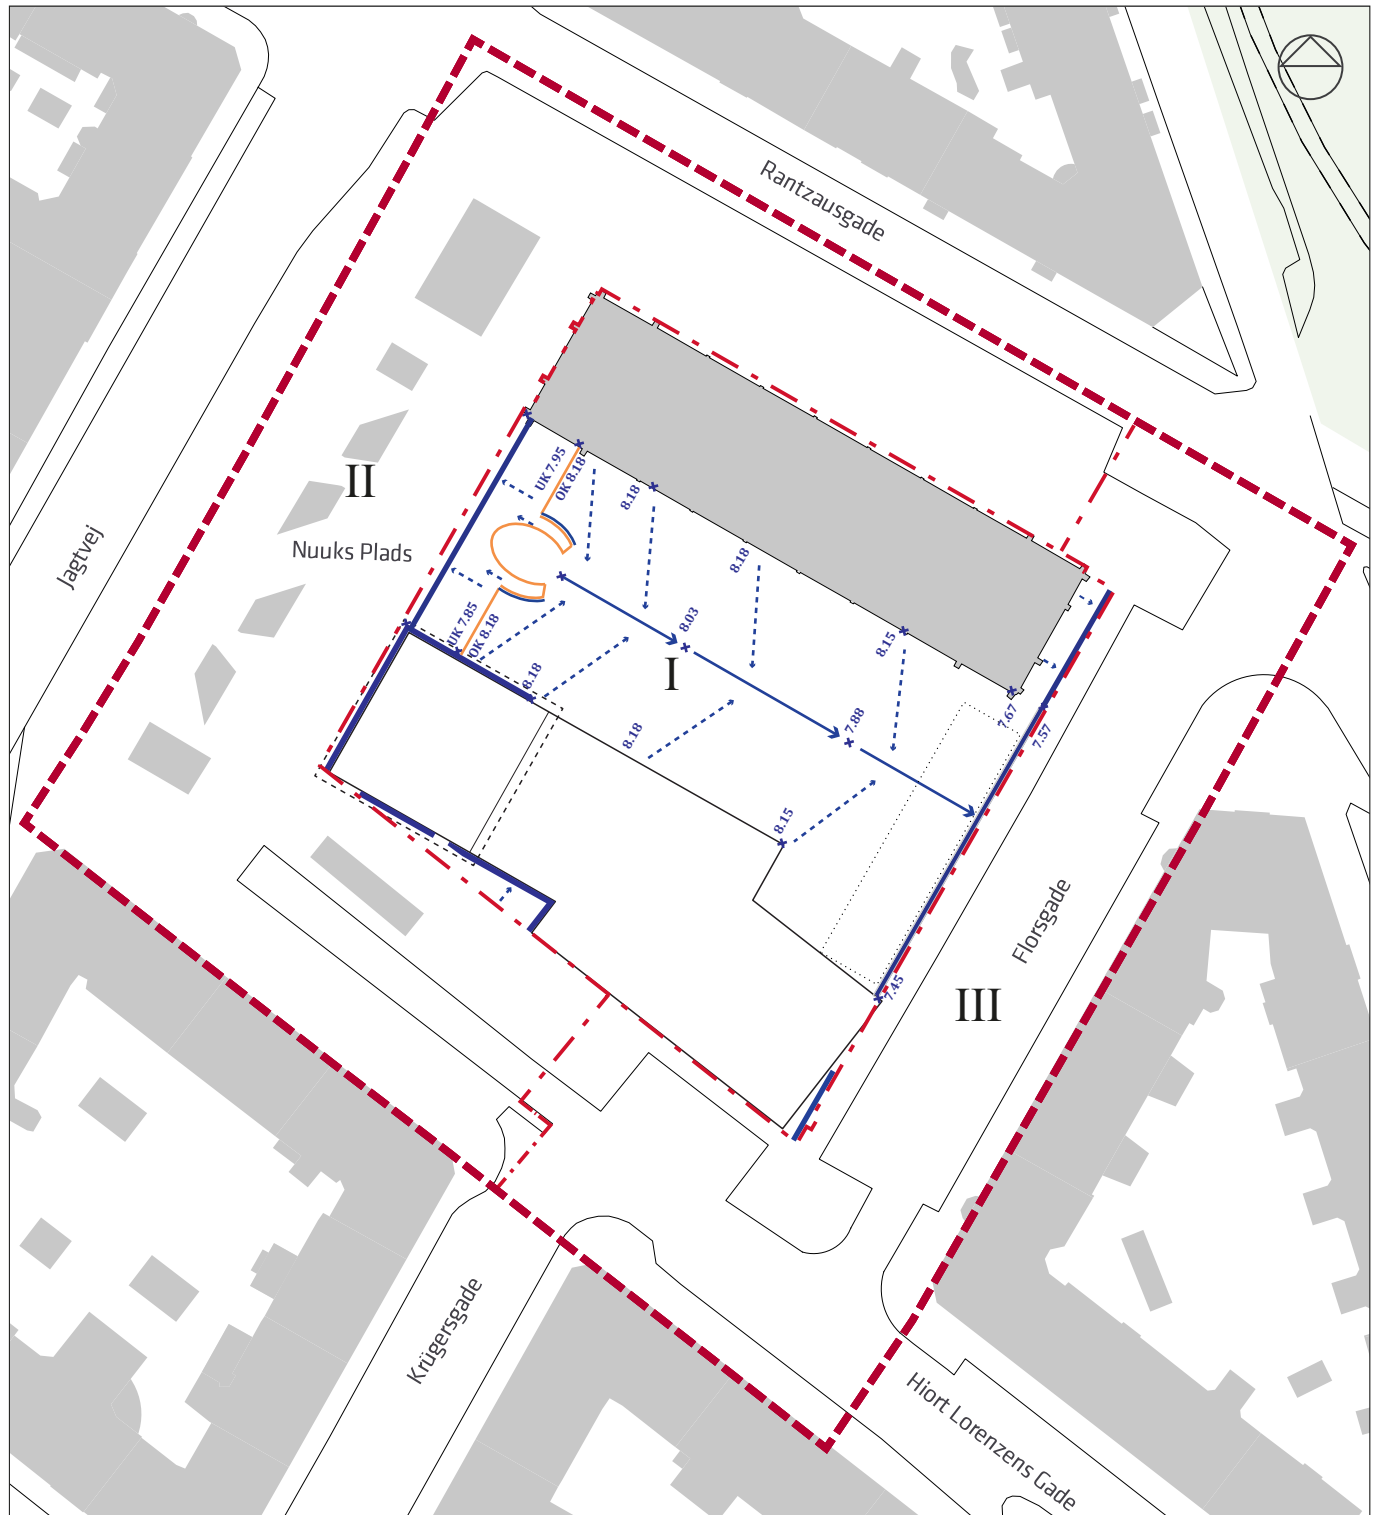 Rantzausgade
II
Nuuks Plads
Jagtvej
UK 7.95
OK 8.18
8.18
8.18
8.15
UK 7.85
OK 8.18
8.18
8.03
I
8.18
7.88
7.67
7.57
8.15
7.45
Florsgade
III
Krügersgade
Hiort Lorenzens Gade